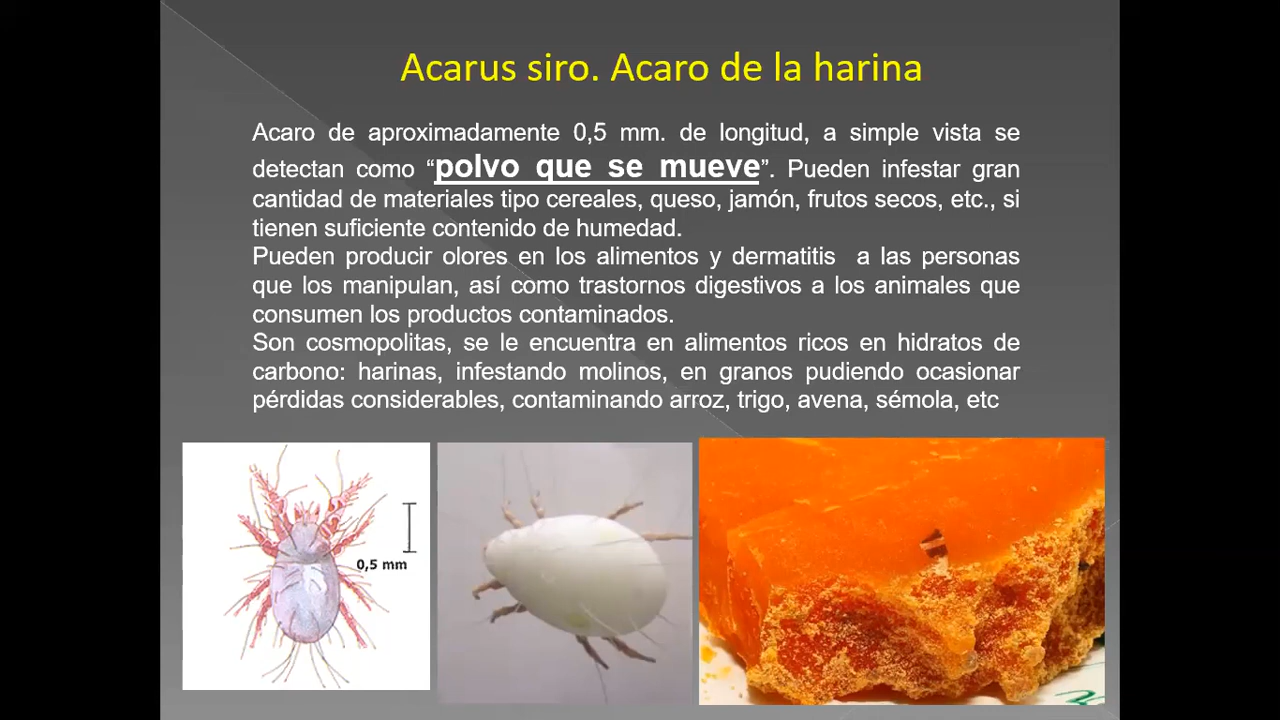 Acarus siro. Acaro de la harina
Acaro de aproximadamente 0,5 mm. de longitud, a simple vista se
detectan como “polvo que se mueve”. Pueden infestar gran
cantidad de materiales tipo cereales, queso, jamón, frutos secos, etc., si
tienen suficiente contenido de humedad.
Pueden producir olores en los alimentos y dermatitis a las personas
que los manipulan, así como trastornos digestivos a los animales que
consumen los productos contaminados.
Son cosmopolitas, se le encuentra en alimentos ricos en hidratos de
carbono: harinas, infestando molinos, en granos pudiendo ocasionar
pérdidas considerables, contaminando arroz, trigo, avena, sémola, etc
0,5 mm